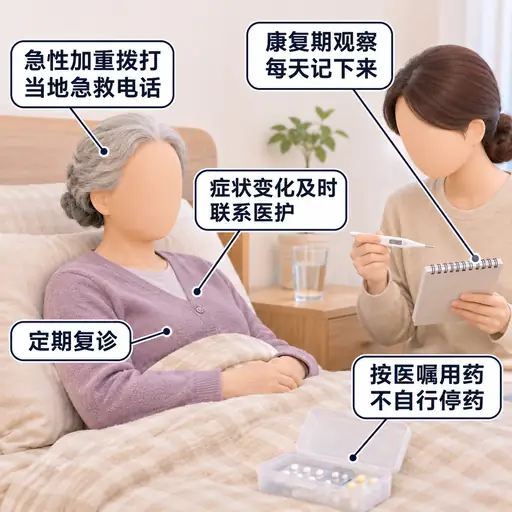 急性加重拨打
当地急救电话
康复期观察
每天记下来
症状变化及时
联系医护
定期复诊
按医嘱用药
不自行停药